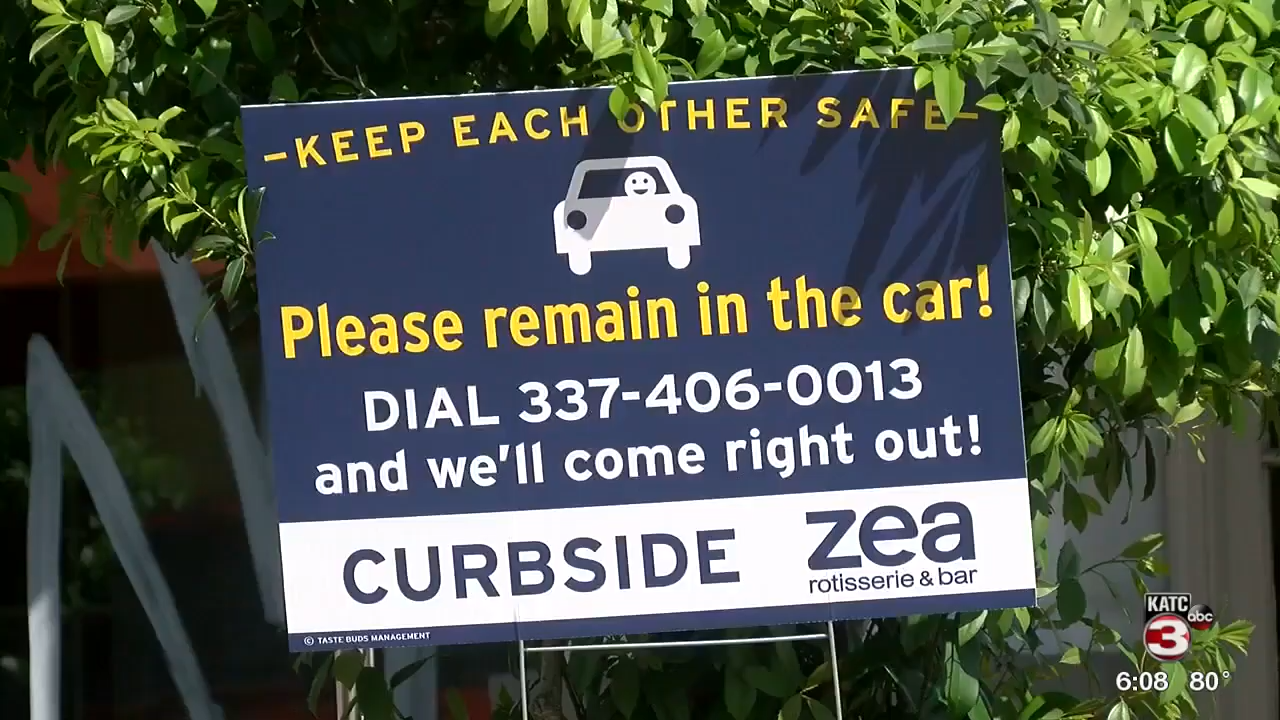 -KEEP EACH OTHER SAFE-
Please remain in the car!
DIAL 337-406-0013
and we'll come right out!
CURBSIDE
zea
rotisserie & bar
© TASTE BUDS MANAGEMENT
KATC
abc
3
6:08 80°